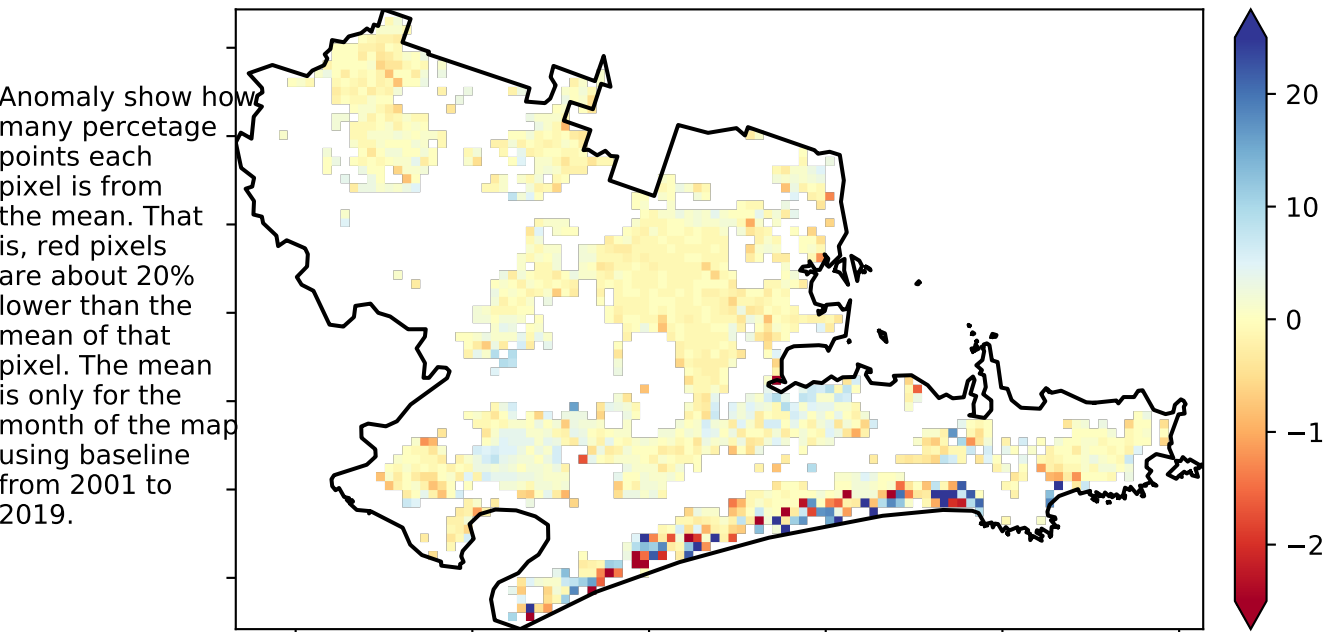 Anomaly show how
many percetage
points each
pixel is from
the mean. That
is, red pixels
are about 20%
lower than the
mean of that
pixel. The mean
is only for the
month of the map
using baseline
from 2001 to
2019.
20
10
0
−1
−2